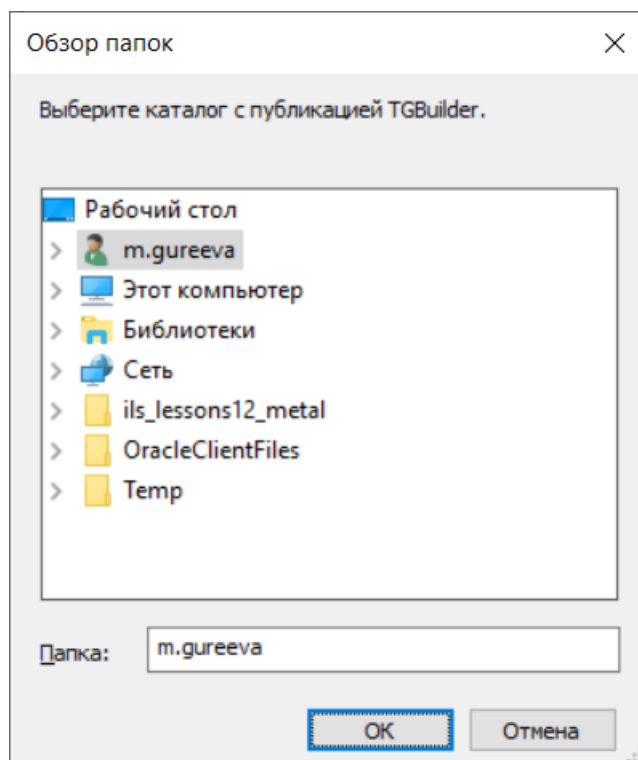 Обзор папок
Выберите каталог с публикацией TGBuilder.
Рабочий стол
m.gureeva
Этот компьютер
Библиотеки
Сеть
ils_lessons12_metal
OracleClientFiles
Temp
Папка: m.gureeva
ОК Отмена